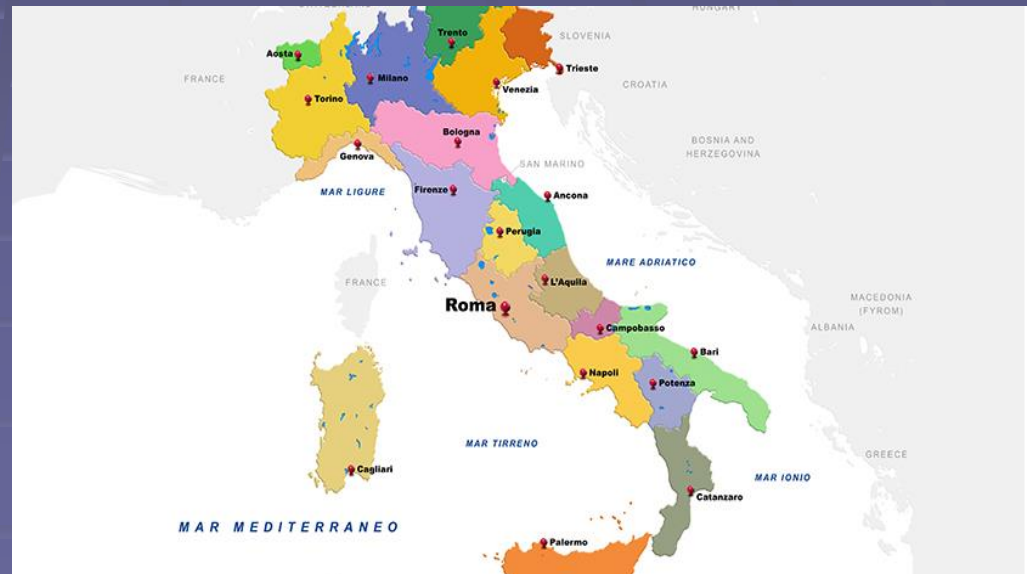 HUNGARY
Trento
SLOVENIA
Aosta
Trieste
FRANCE
Milano
CROATIA
Venezia
Torino
Bologna
BOSNIA AND
HERZEGOVINA
Genova
SAN MARINO
MAR LIGURE
Firenze
Ancona
Perugia
MARE ADRIATICO
FRANCE
L'Aquila
Roma
MACEDONIA
(FYROM)
Campobasso
ALBANIA
Bari
Napoli
Potenza
MAR TIRRENO
GREECE
Cagliari
MAR IONIO
Catanzaro
MAR MEDITERRANEO
Palermo